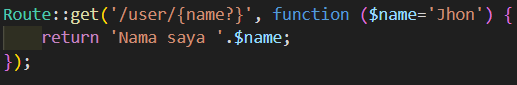 Route::get('/user/{name?}', function ($name='Jhon') {
    return 'Nama saya '.$name;
});